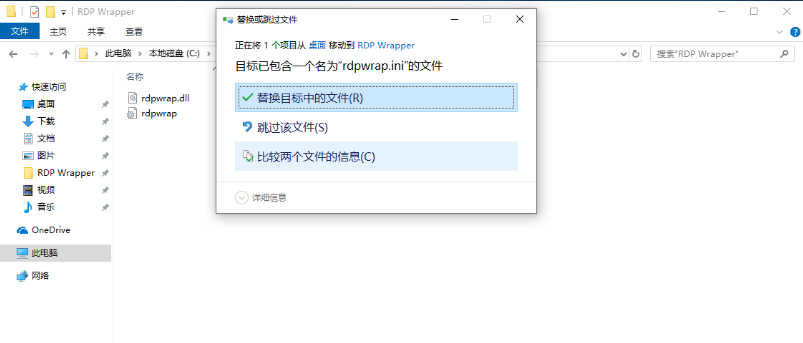 RDP Wrapper
文件 主页 共享 查看
此电脑 本地磁盘 (C:)
搜索"RDP Wrapper"
快速访问
桌面
下载
文档
图片
RDP Wrapper
视频
音乐
OneDrive
此电脑
网络
名称
rdpwrap.dll
rdpwrap
替换或跳过文件
正在将 1 个项目从 桌面 移动到 RDP Wrapper
目标已包含一个名为"rdpwrap.ini"的文件
替换目标中的文件(R)
跳过该文件(S)
比较两个文件的信息(C)
详细信息